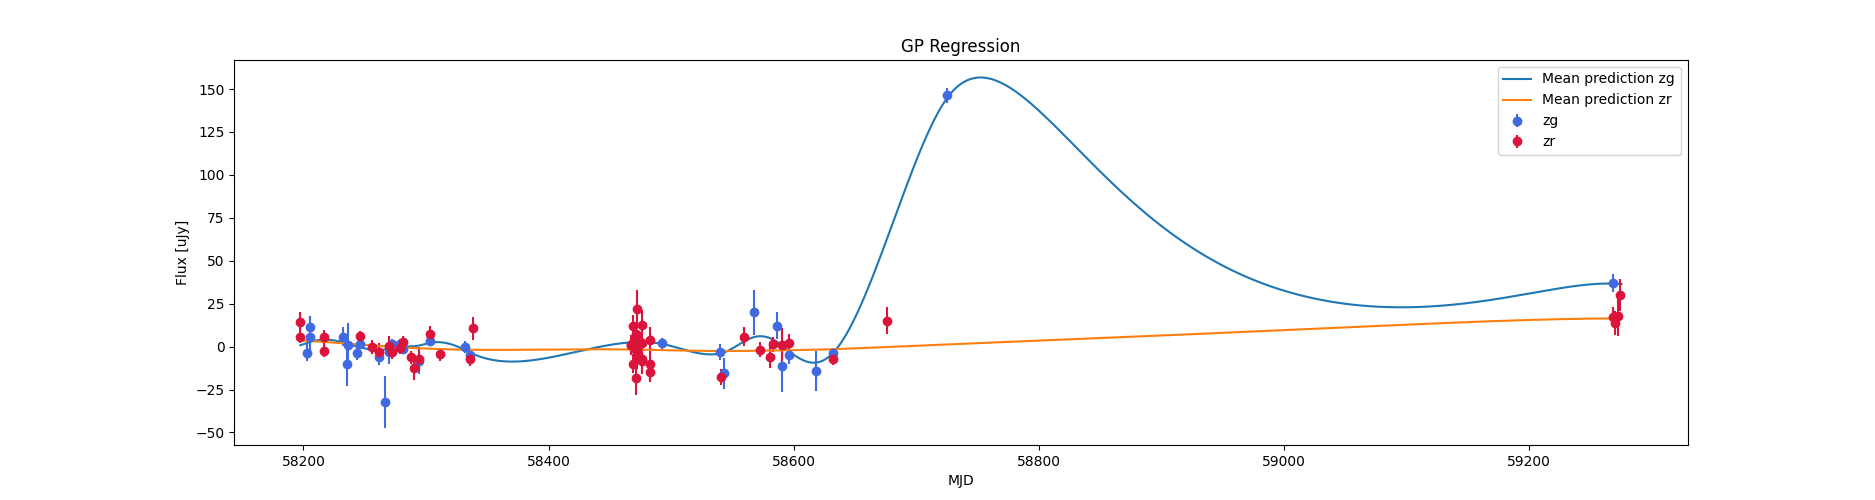 GP Regression
Flux [uJy]
150
125
100
75
50
25
0
−25
−50
58200
58400
58600
58800
59000
59200
MJD
Mean prediction zg
Mean prediction zr
zg
zr